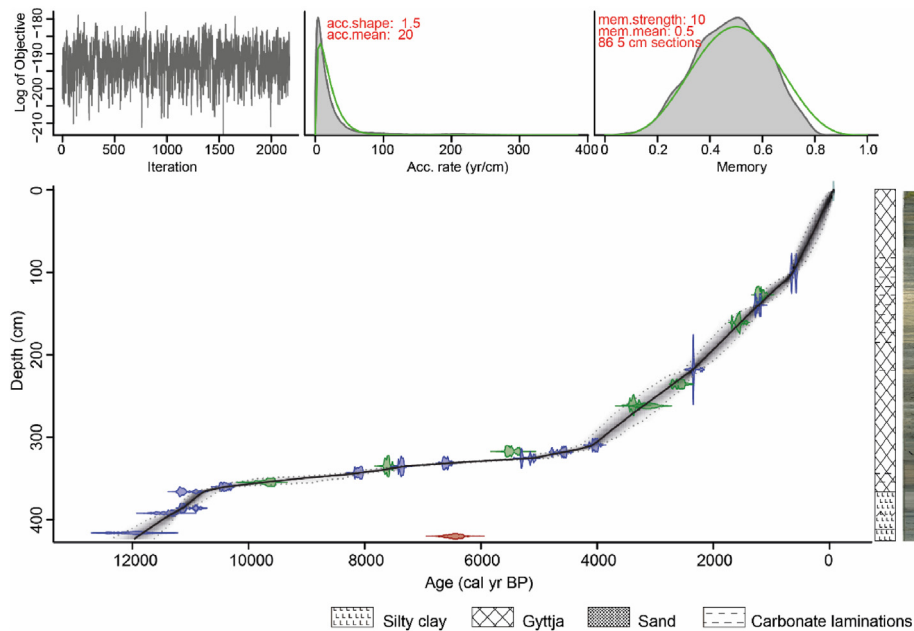 Log of Objective
-210 -200 -190 -180
0 500 1000 1500 2000
Iteration
acc.shape: 1.5
acc.mean: 20
0 100 200 300 400
Acc. rate (yr/cm)
mem.strength: 10
mem.mean: 0.5
86 5 cm sections
0.0 0.2 0.4 0.6 0.8 1.0
Memory
Depth (cm)
0
100
200
300
400
12000 10000 8000 6000 4000 2000 0
Age (cal yr BP)
Silty clay Gyttja Sand Carbonate laminations